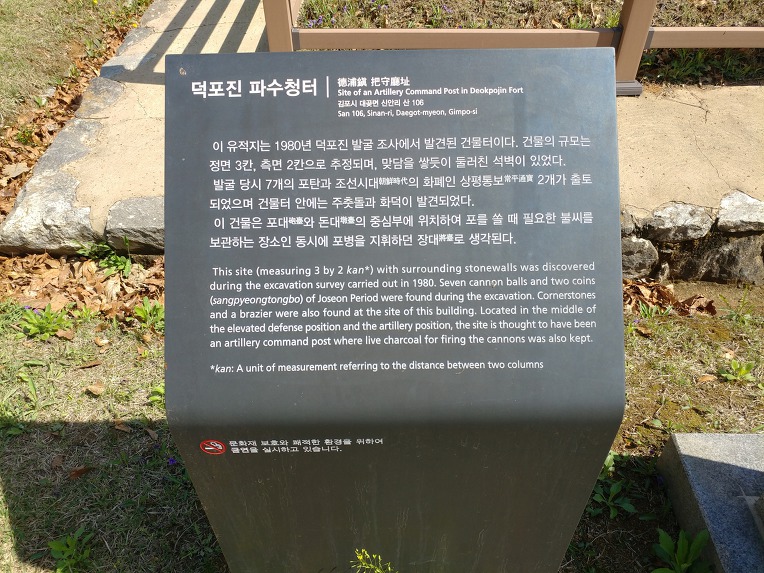 덕포진 파수청터
德浦鎭 把守廳址
Site of an Artillery Command Post in Deokpojin Fort
김포시 대곶면 신안리 산 106
San 106, Sinan-ri, Daegot-myeon, Gimpo-si
이 유적지는 1980년 덕포진 발굴 조사에서 발견된 건물터이다. 건물의 규모는
정면 3칸, 측면 2칸으로 추정되며, 맞담을 쌓듯이 둘러친 석벽이 있었다.
발굴 당시 7개의 포탄과 조선시대朝鮮時代의 화폐인 상평통보常平通寶 2개가 출토
되었으며 건물터 안에는 주춧돌과 화덕이 발견되었다.
이 건물은 포대砲臺와 돈대墩臺의 중심부에 위치하여 포를 쏠 때 필요한 불씨를
보관하는 장소인 동시에 포병을 지휘하던 장대將臺로 생각된다.
This site (measuring 3 by 2 kan*) with surrounding stonewalls was discovered
during the excavation survey carried out in 1980. Seven cannon balls and two coins
(sangpyeongtongbo) of Joseon Period were found during the excavation. Cornerstones
and a brazier were also found at the site of this building. Located in the middle of
the elevated defense position and the artillery position, the site is thought to have been
an artillery command post where live charcoal for firing the cannons was also kept.
*kan: A unit of measurement referring to the distance between two columns
문화재 보호와 쾌적한 환경을 위하여
금연을 실시하고 있습니다.